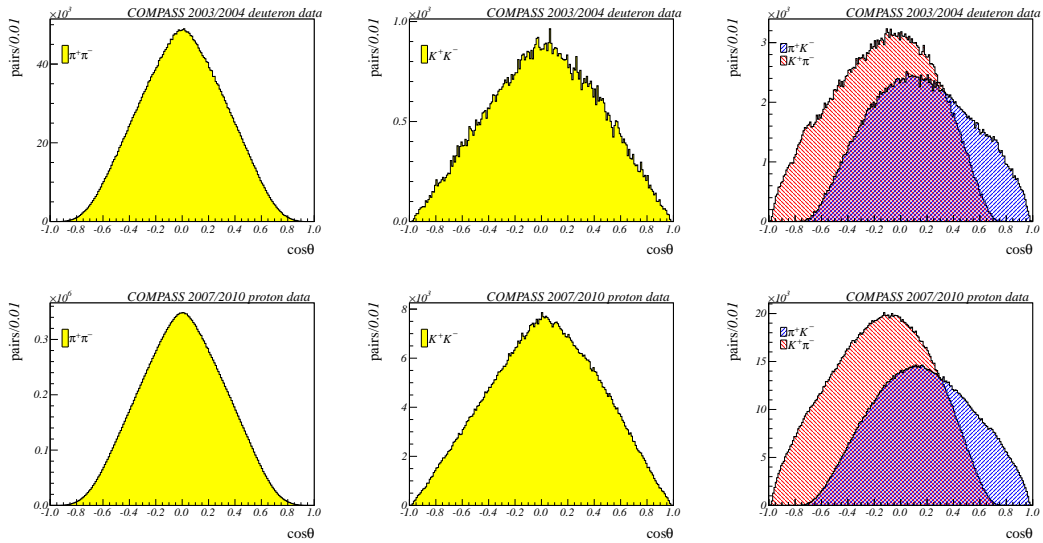 COMPASS 2003/2004 deuteron data
×10³
pairs/0.01
π⁺π⁻
40
20
0
-1.0 -0.8 -0.6 -0.4 -0.2 0.0 0.2 0.4 0.6 0.8 1.0
cosθ
COMPASS 2003/2004 deuteron data
×10³
pairs/0.01
K⁺K⁻
1.0
0.5
0.0
-1.0 -0.8 -0.6 -0.4 -0.2 0.0 0.2 0.4 0.6 0.8 1.0
cosθ
COMPASS 2003/2004 deuteron data
×10³
pairs/0.01
π⁺K⁻
K⁺π⁻
3
2
1
0
-1.0 -0.8 -0.6 -0.4 -0.2 0.0 0.2 0.4 0.6 0.8 1.0
cosθ
COMPASS 2007/2010 proton data
×10⁶
pairs/0.01
π⁺π⁻
0.3
0.2
0.1
0.0
-1.0 -0.8 -0.6 -0.4 -0.2 0.0 0.2 0.4 0.6 0.8 1.0
cosθ
COMPASS 2007/2010 proton data
×10³
pairs/0.01
K⁺K⁻
8
6
4
2
0
-1.0 -0.8 -0.6 -0.4 -0.2 0.0 0.2 0.4 0.6 0.8 1.0
cosθ
COMPASS 2007/2010 proton data
×10³
pairs/0.01
π⁺K⁻
K⁺π⁻
20
15
10
5
0
-1.0 -0.8 -0.6 -0.4 -0.2 0.0 0.2 0.4 0.6 0.8 1.0
cosθ